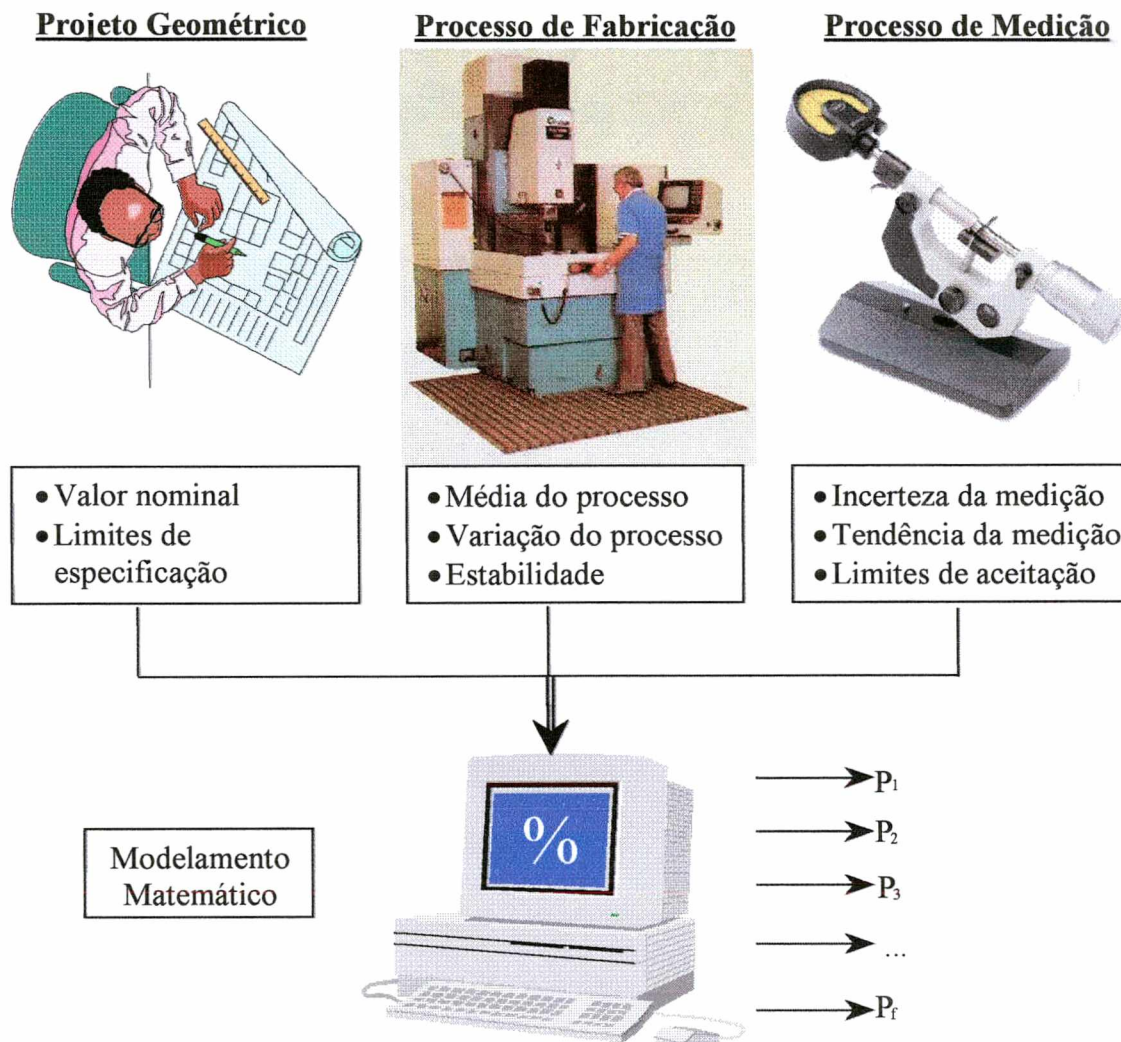 Projeto Geométrico
Processo de Fabricação
Processo de Medição
• Valor nominal
• Limites de
especificação
• Média do processo
• Variação do processo
• Estabilidade
• Incerteza da medição
• Tendência da medição
• Limites de aceitação
%
Modelamento
Matemático
P1
P2
P3
...
Pf